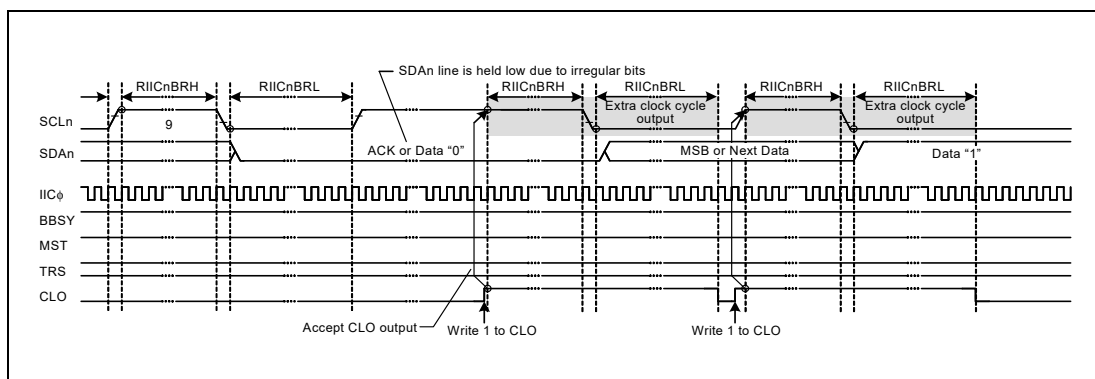 SDAn line is held low due to irregular bits
RIICnBRH RIICnBRL RIICnBRH RIICnBRL RIICnBRH RIICnBRL
SCLn 9 Extra clock cycle output Extra clock cycle output
SDAn ACK or Data “0” MSB or Next Data Data “1”
IICϕ
BBSY
MST
TRS
CLO
Accept CLO output Write 1 to CLO Write 1 to CLO